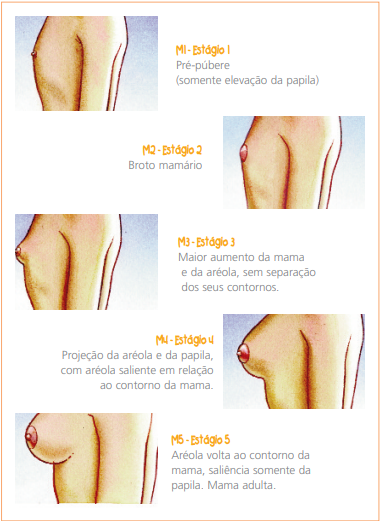 M1 - Estágio 1
Pré-púbere
(somente elevação da papila)
M2 - Estágio 2
Broto mamário
M3 - Estágio 3
Maior aumento da mama
e da aréola, sem separação
dos seus contornos.
M4 - Estágio 4
Projeção da aréola e da papila,
com aréola saliente em relação
ao contorno da mama.
M5 - Estágio 5
Aréola volta ao contorno da
mama, saliência somente da
papila. Mama adulta.